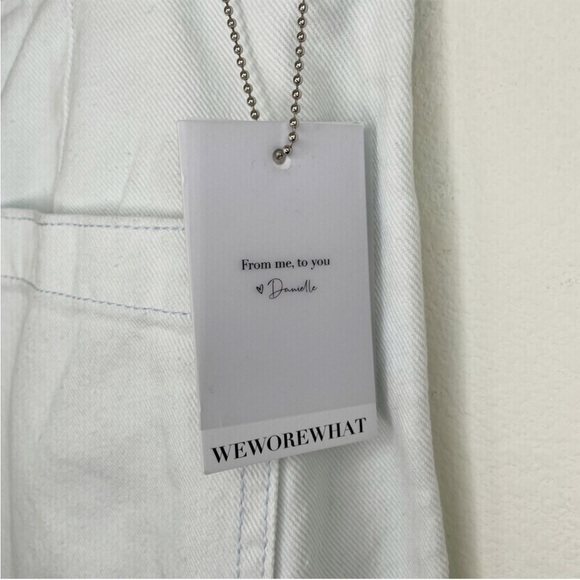 From me, to you
♡ Danielle
WEWOREWHAT